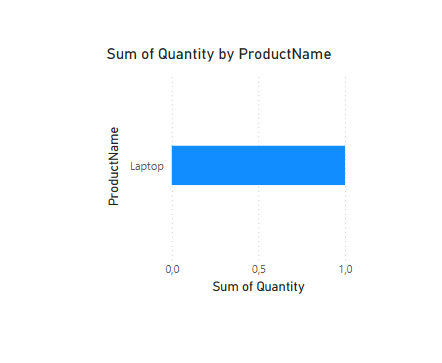 Sum of Quantity by ProductName
ProductName
Laptop
0,0 0,5 1,0
Sum of Quantity